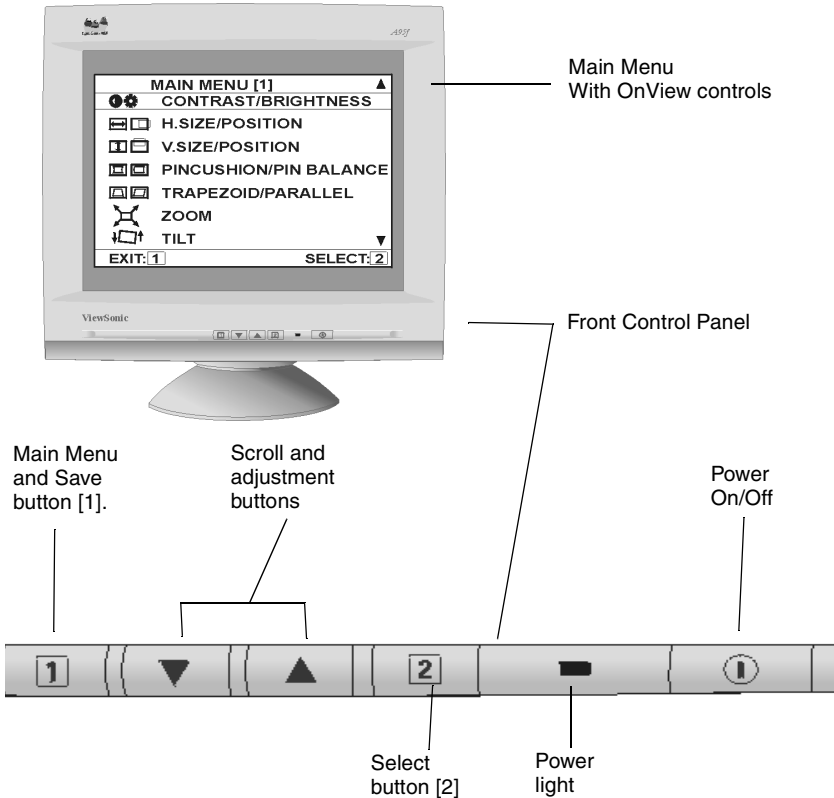 A95f
Main Menu
With OnView controls
MAIN MENU [1] ▲
CONTRAST/BRIGHTNESS
H.SIZE/POSITION
V.SIZE/POSITION
PINCUSHION/PIN BALANCE
TRAPEZOID/PARALLEL
ZOOM
TILT ▼
EXIT:1 SELECT:2
ViewSonic
Front Control Panel
Main Menu
and Save
button [1].
Scroll and
adjustment
buttons
Power
On/Off
1 ▼ ▲ 2
Select
button [2]
Power
light